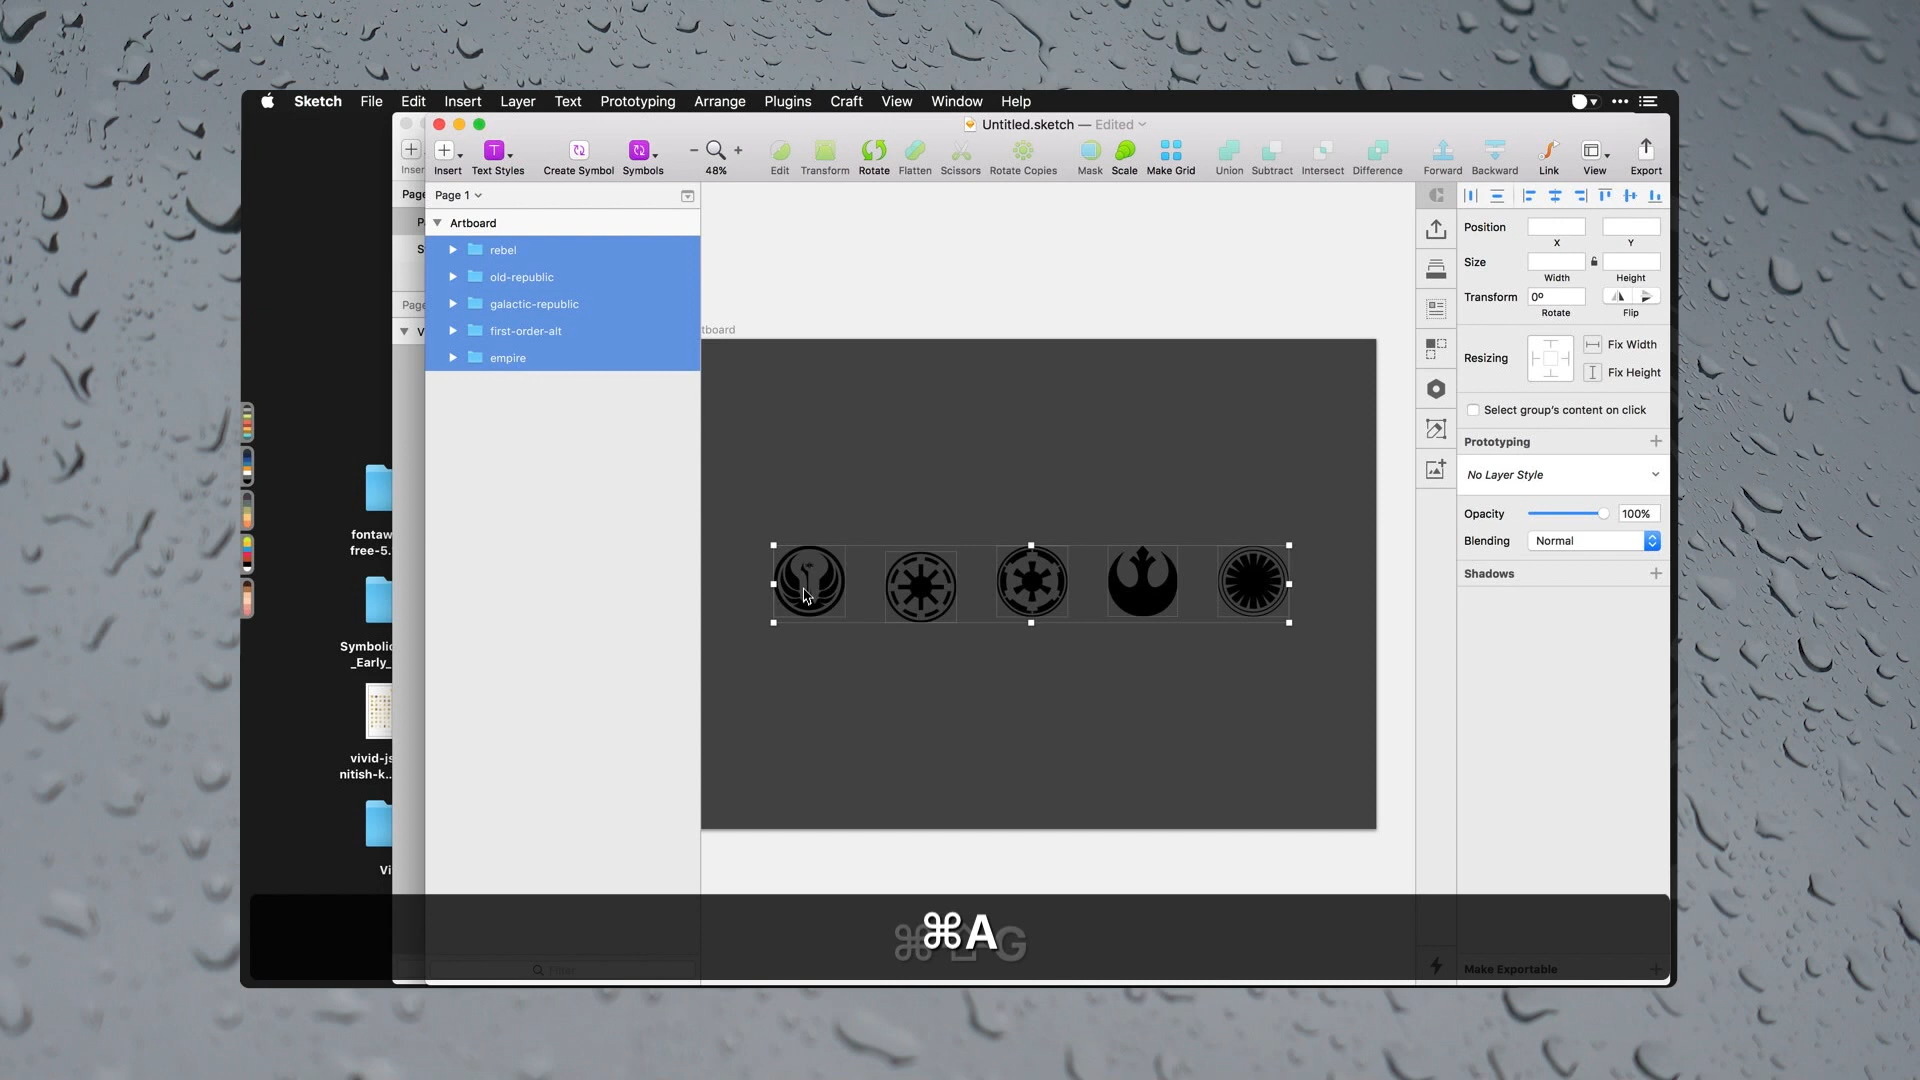 Sketch File Edit Insert Layer Text Prototyping Arrange Plugins Craft View Window Help
Untitled.sketch — Edited
Insert Text Styles Create Symbol Symbols 48% Edit Transform Rotate Flatten Scissors Rotate Copies Mask Scale Make Grid Union Subtract Intersect Difference Forward Backward Link View Export
Page 1
Artboard
rebel
old-republic
galactic-republic
first-order-alt
empire
tboard
Position
X Y
Size
Width Height
Transform 0º
Rotate Flip
Resizing Fix Width
Fix Height
Select group's content on click
Prototyping
No Layer Style
Opacity 100%
Blending Normal
Shadows
Make Exportable
fontaw
free-5.
Symbolic
_Early_
vivid-js
nitish-k...
Vi
Filter
⌘A